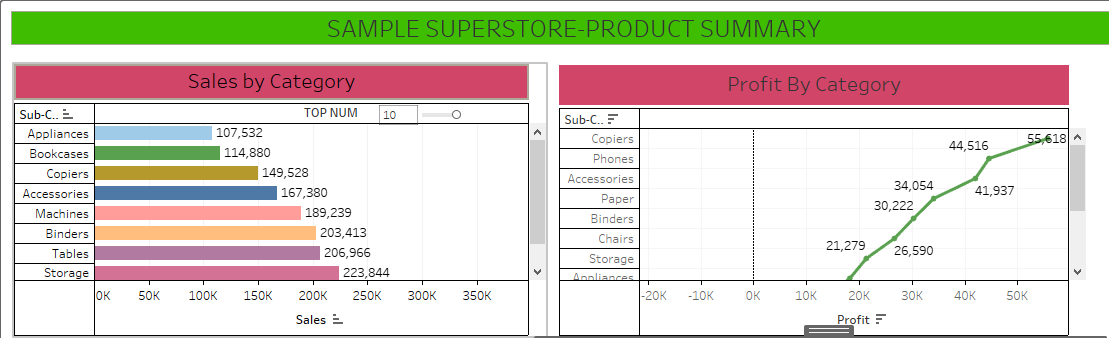 SAMPLE SUPERSTORE-PRODUCT SUMMARY
Sales by Category
Sub-C..
TOP NUM
10
Appliances 107,532
Bookcases 114,880
Copiers 149,528
Accessories 167,380
Machines 189,239
Binders 203,413
Tables 206,966
Storage 223,844
0K 50K 100K 150K 200K 250K 300K 350K
Sales
Profit By Category
Sub-C..
Copiers 55,618
Phones 44,516
Accessories 41,937
Paper 34,054
Binders 30,222
Chairs 26,590
Storage 21,279
Appliances
-20K -10K 0K 10K 20K 30K 40K 50K
Profit